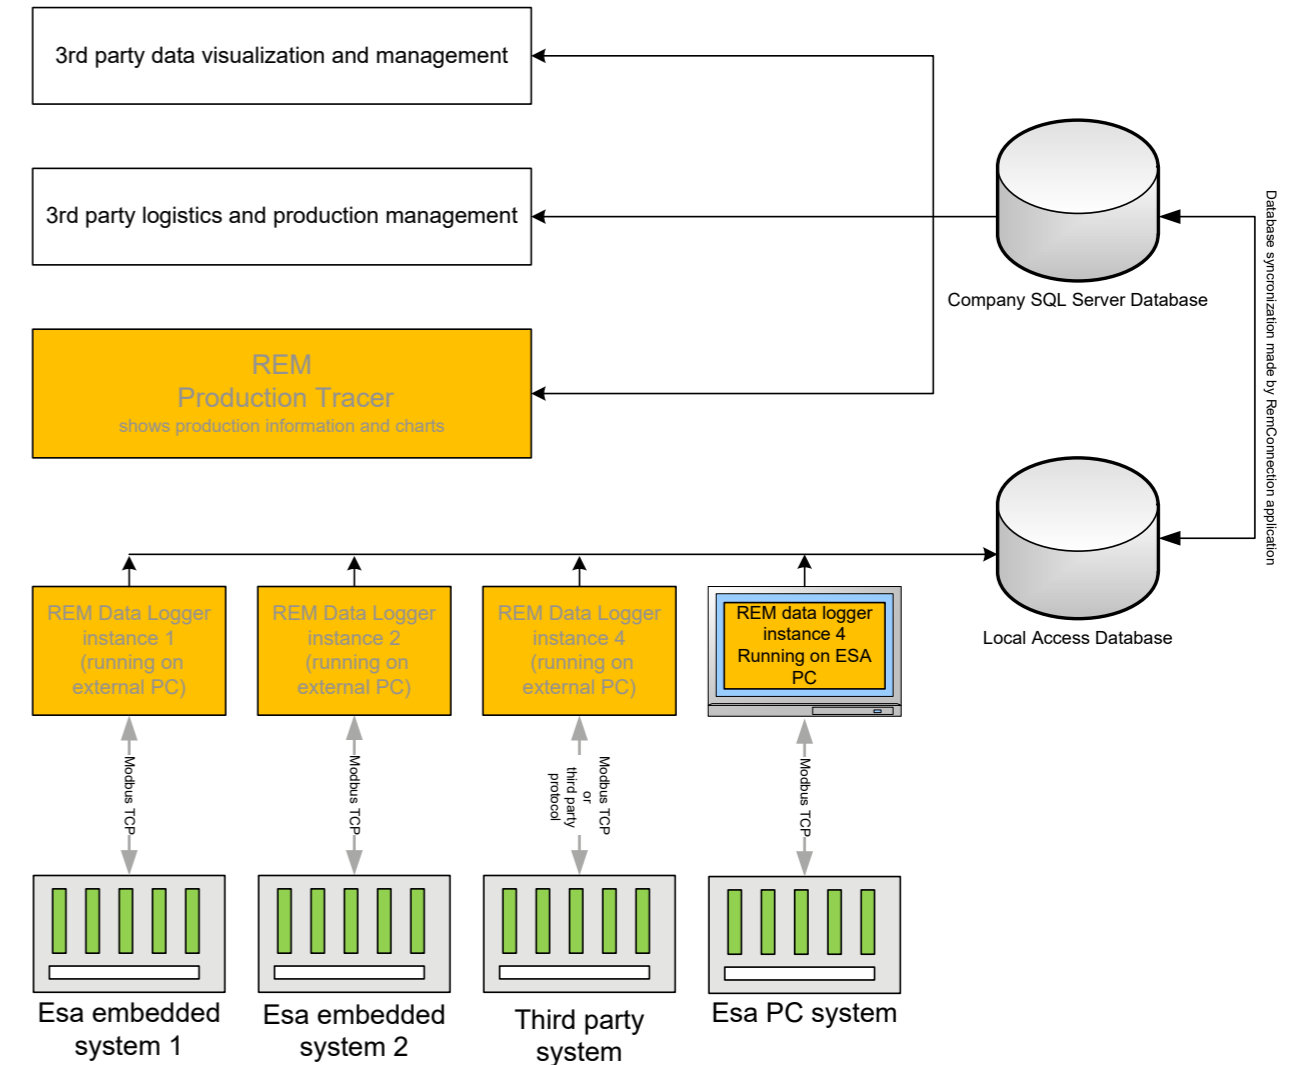 3rd party data visualization and management
3rd party logistics and production management
Company SQL Server Database
Database syncronization made by RemConnection application
REM
Production Tracer
shows production information and charts
Local Access Database
REM Data Logger
instance 1
(running on
external PC)
REM Data Logger
instance 2
(running on
external PC)
REM Data Logger
instance 4
(running on
external PC)
REM data logger
instance 4
Running on ESA
PC
Modbus TCP
Modbus TCP
Modbus TCP
or
third party
protocol
Modbus TCP
Esa embedded
system 1
Esa embedded
system 2
Third party
system
Esa PC system